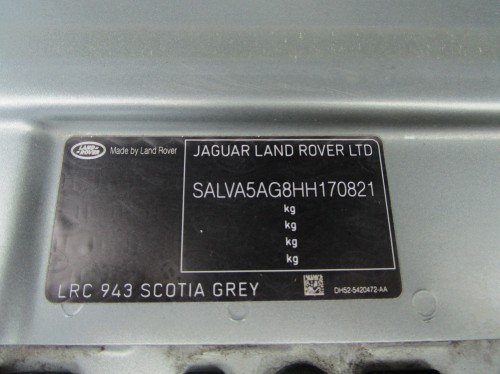 LAND
ROVER
Made by Land Rover
JAGUAR LAND ROVER LTD
SALVA5AG8HH170821
kg
kg
kg
kg
LRC 943 SCOTIA GREY
DH52-5420472-AA